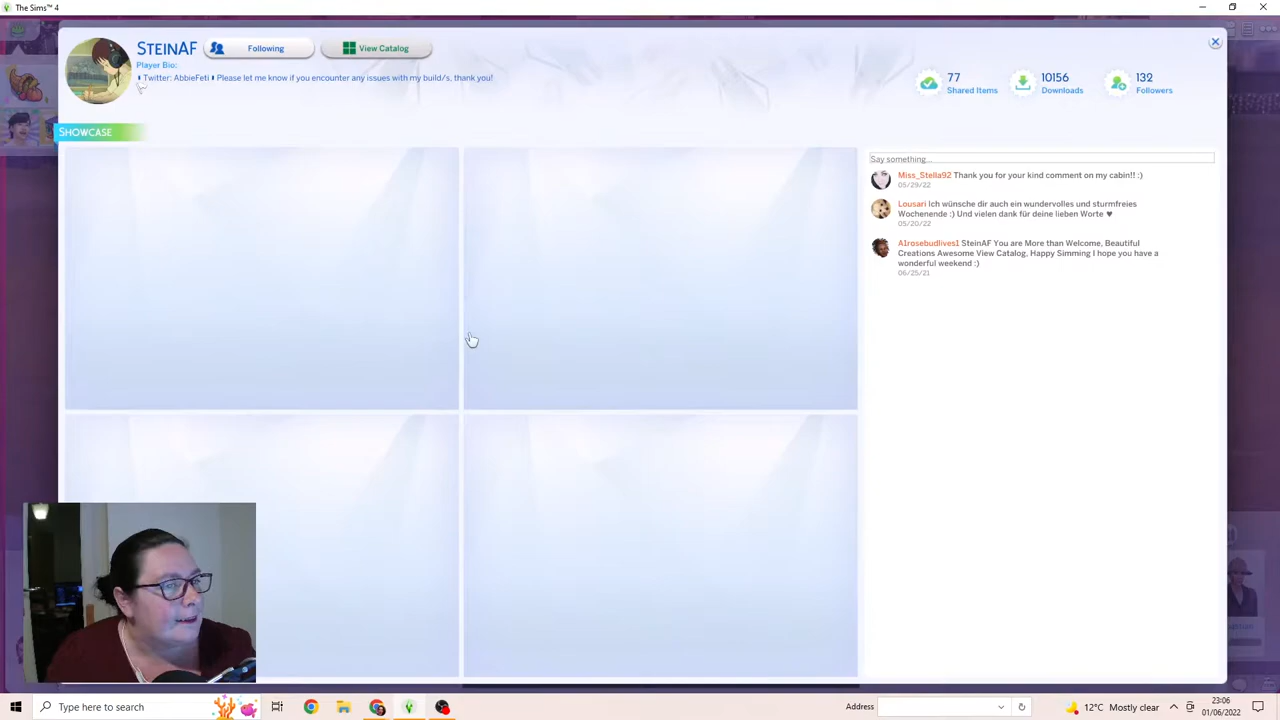 The Sims™ 4
STEINAF
Following
View Catalog
Player Bio:
Twitter: AbbieFeti Please let me know if you encounter any issues with my build/s, thank you!
77
Shared Items
10156
Downloads
132
Followers
SHOWCASE
Say something...
Miss_Stella92 Thank you for your kind comment on my cabin!! :)
05/29/22
Lousari Ich wünsche dir auch ein wundervolles und sturmfreies
Wochenende :) Und vielen dank für deine lieben Worte ♥
05/20/22
A1rosebudlives1 SteinAF You are More than Welcome, Beautiful
Creations Awesome View Catalog, Happy Simming I hope you have a
wonderful weekend :)
06/25/21
Type here to search
Address
12°C Mostly clear
23:06
01/06/2022